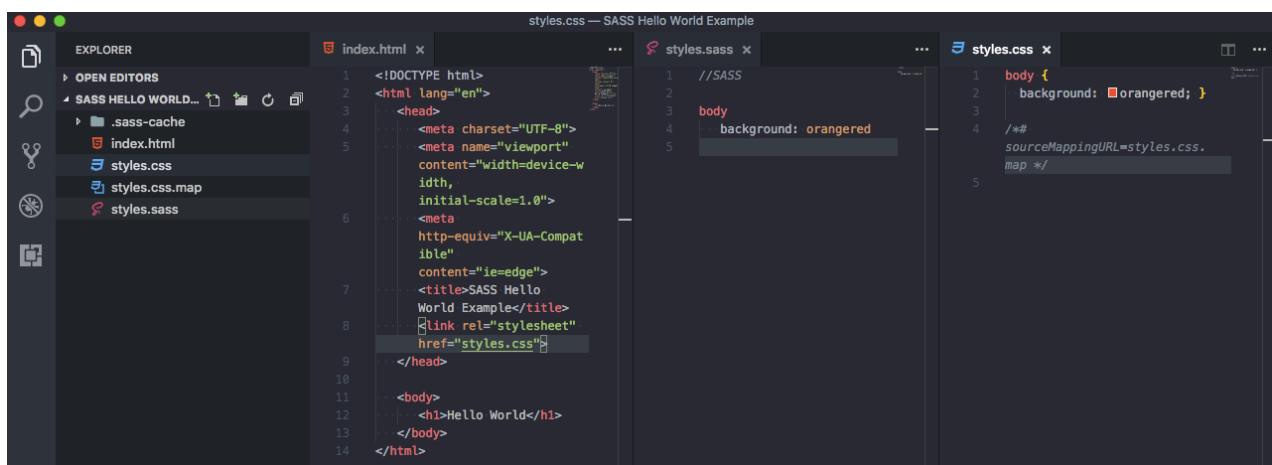 styles.css — SASS Hello World Example
EXPLORER
OPEN EDITORS
SASS HELLO WORLD...
.sass-cache
index.html
styles.css
styles.css.map
styles.sass
index.html ×
1 <!DOCTYPE html>
2 <html lang="en">
3 <head>
4 <meta charset="UTF-8">
5 <meta name="viewport"
content="width=device-w
idth,
initial-scale=1.0">
6 <meta
http-equiv="X-UA-Compat
ible"
content="ie=edge">
7 <title>SASS Hello
World Example</title>
8 <link rel="stylesheet"
href="styles.css">
9 </head>
10
11 <body>
12 <h1>Hello World</h1>
13 </body>
14 </html>
styles.sass ×
1 //SASS
2
3 body
4 background: orangered
5
styles.css ×
1 body {
2 background: orangered; }
3
4 /*#
sourceMappingURL=styles.css.
map */
5